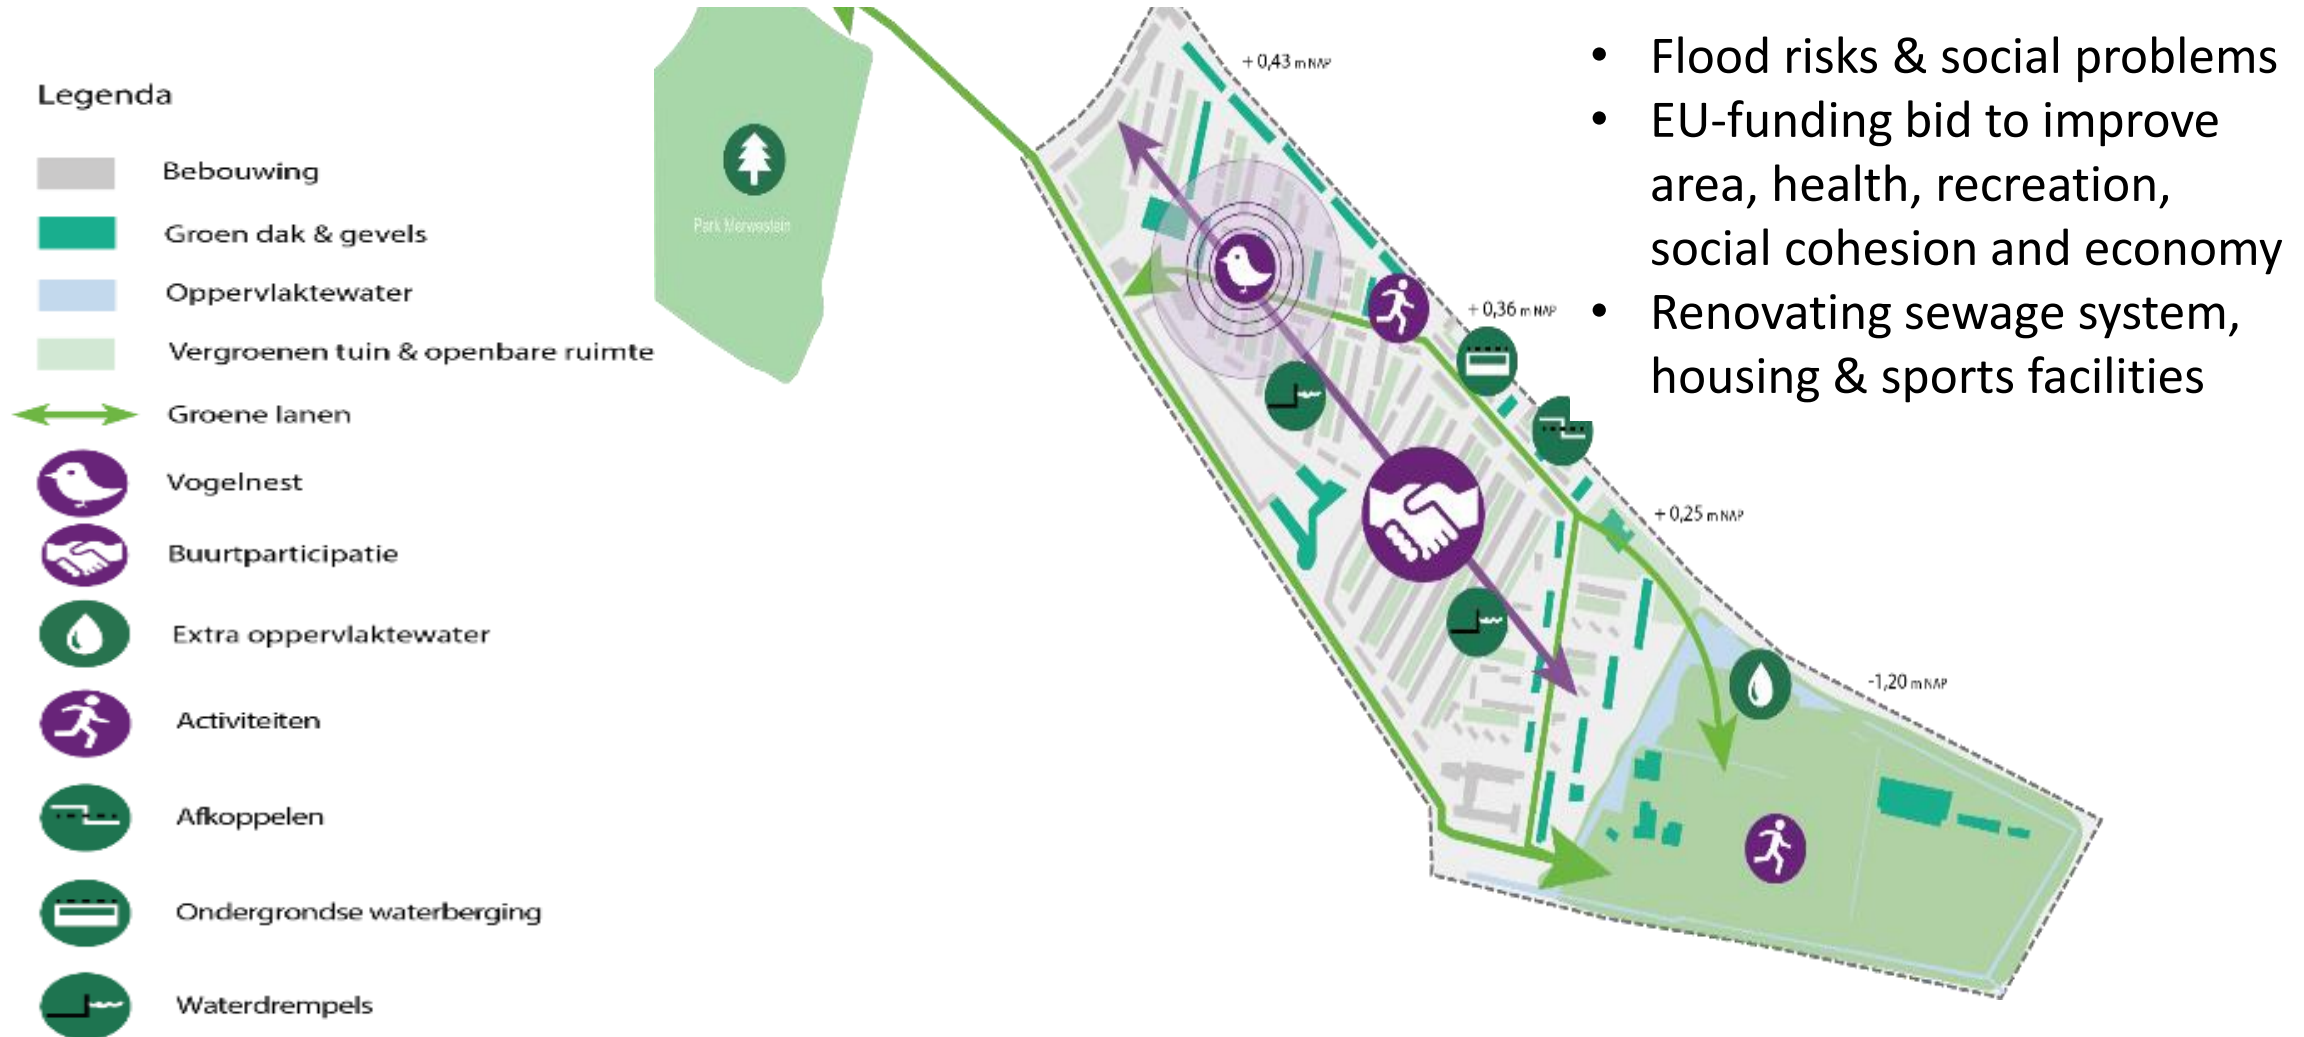 Legenda
Bebouwing
Groen dak & gevels
Oppervlaktewater
Vergroenen tuin & openbare ruimte
Groene lanen
Vogelnest
Buurtparticipatie
Extra oppervlaktewater
Activiteiten
Afkoppelen
Ondergrondse waterberging
Waterdrempels
Park Merwestein
+ 0,43 m NAP
+ 0,36 m NAP
+ 0,25 m NAP
-1,20 m NAP
• Flood risks & social problems
• EU-funding bid to improve
area, health, recreation,
social cohesion and economy
• Renovating sewage system,
housing & sports facilities